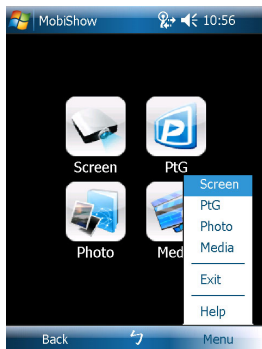 MobiShow 10:56
Screen PtG
Screen
PtG
Photo
Media
Exit
Help
Photo Med
Back Menu